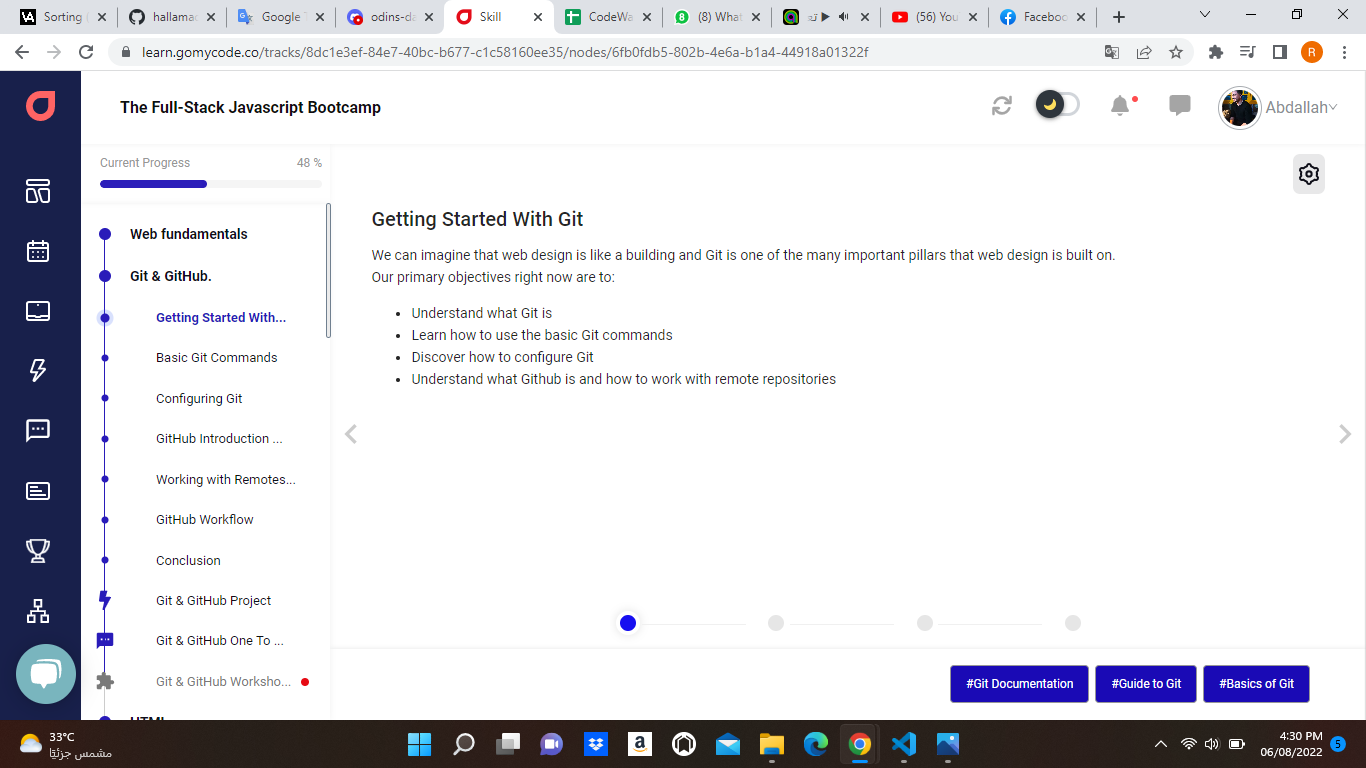 Sorting
hallamad
Google T
odins-da
Skill
CodeWa
(8) What
(56) You
Faceboo
learn.gomycode.co/tracks/8dc1e3ef-84e7-40bc-b677-c1c58160ee35/nodes/6fb0fdb5-802b-4e6a-b1a4-44918a01322f
R
The Full-Stack Javascript Bootcamp
Abdallah
Current Progress
48 %
Web fundamentals
Git & GitHub.
Getting Started With...
Basic Git Commands
Configuring Git
GitHub Introduction ...
Working with Remotes...
GitHub Workflow
Conclusion
Git & GitHub Project
Git & GitHub One To ...
Git & GitHub Worksho...
HTML
Getting Started With Git
We can imagine that web design is like a building and Git is one of the many important pillars that web design is built on.
Our primary objectives right now are to:
• Understand what Git is
• Learn how to use the basic Git commands
• Discover how to configure Git
• Understand what Github is and how to work with remote repositories
#Git Documentation
#Guide to Git
#Basics of Git
33°C
مشمس جزئيًا
4:30 PM
06/08/2022
5